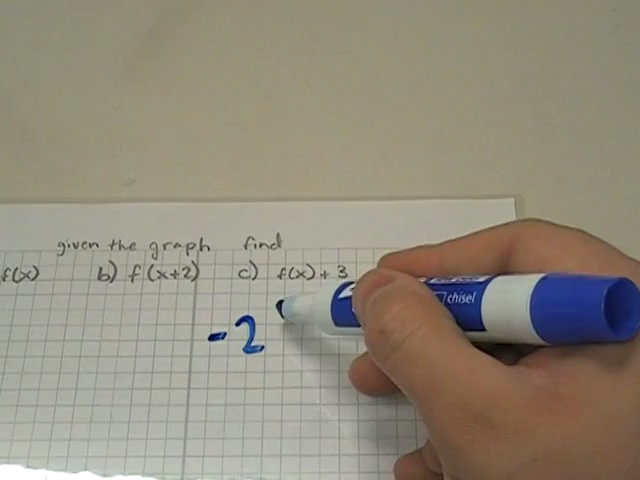 given the graph find
f(x) b) f(x+2) c) f(x) + 3
-2
chisel